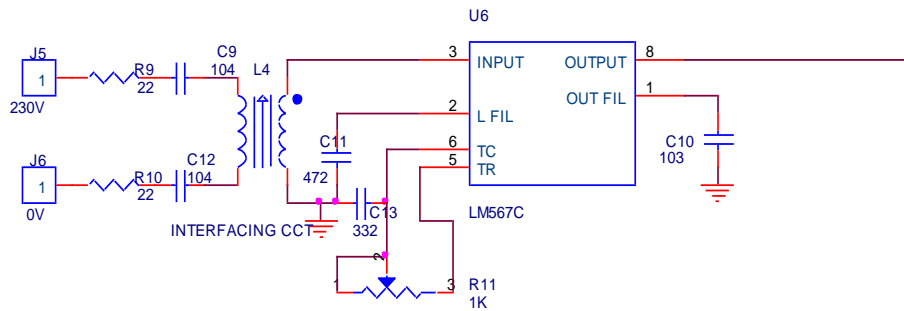 U6
J5
1
230V
R9
22
C9
104
L4
3
INPUT
OUTPUT
8
2
L FIL
OUT FIL
1
C11
472
6
TC
5
TR
C10
103
J6
1
0V
R10
22
C12
104
C13
332
LM567C
INTERFACING CCT
2
1
3
R11
1K